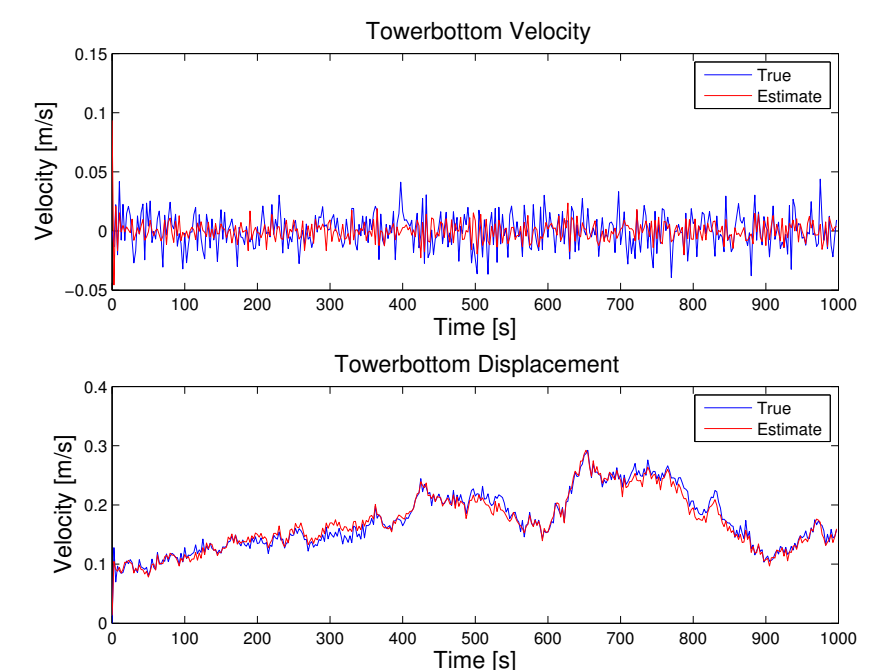 Towerbottom Velocity
0.15
0.1
0.05
0
−0.05
Velocity [m/s]
True
Estimate
0 100 200 300 400 500 600 700 800 900 1000
Time [s]
Towerbottom Displacement
0.4
0.3
0.2
0.1
0
Velocity [m/s]
True
Estimate
0 100 200 300 400 500 600 700 800 900 1000
Time [s]